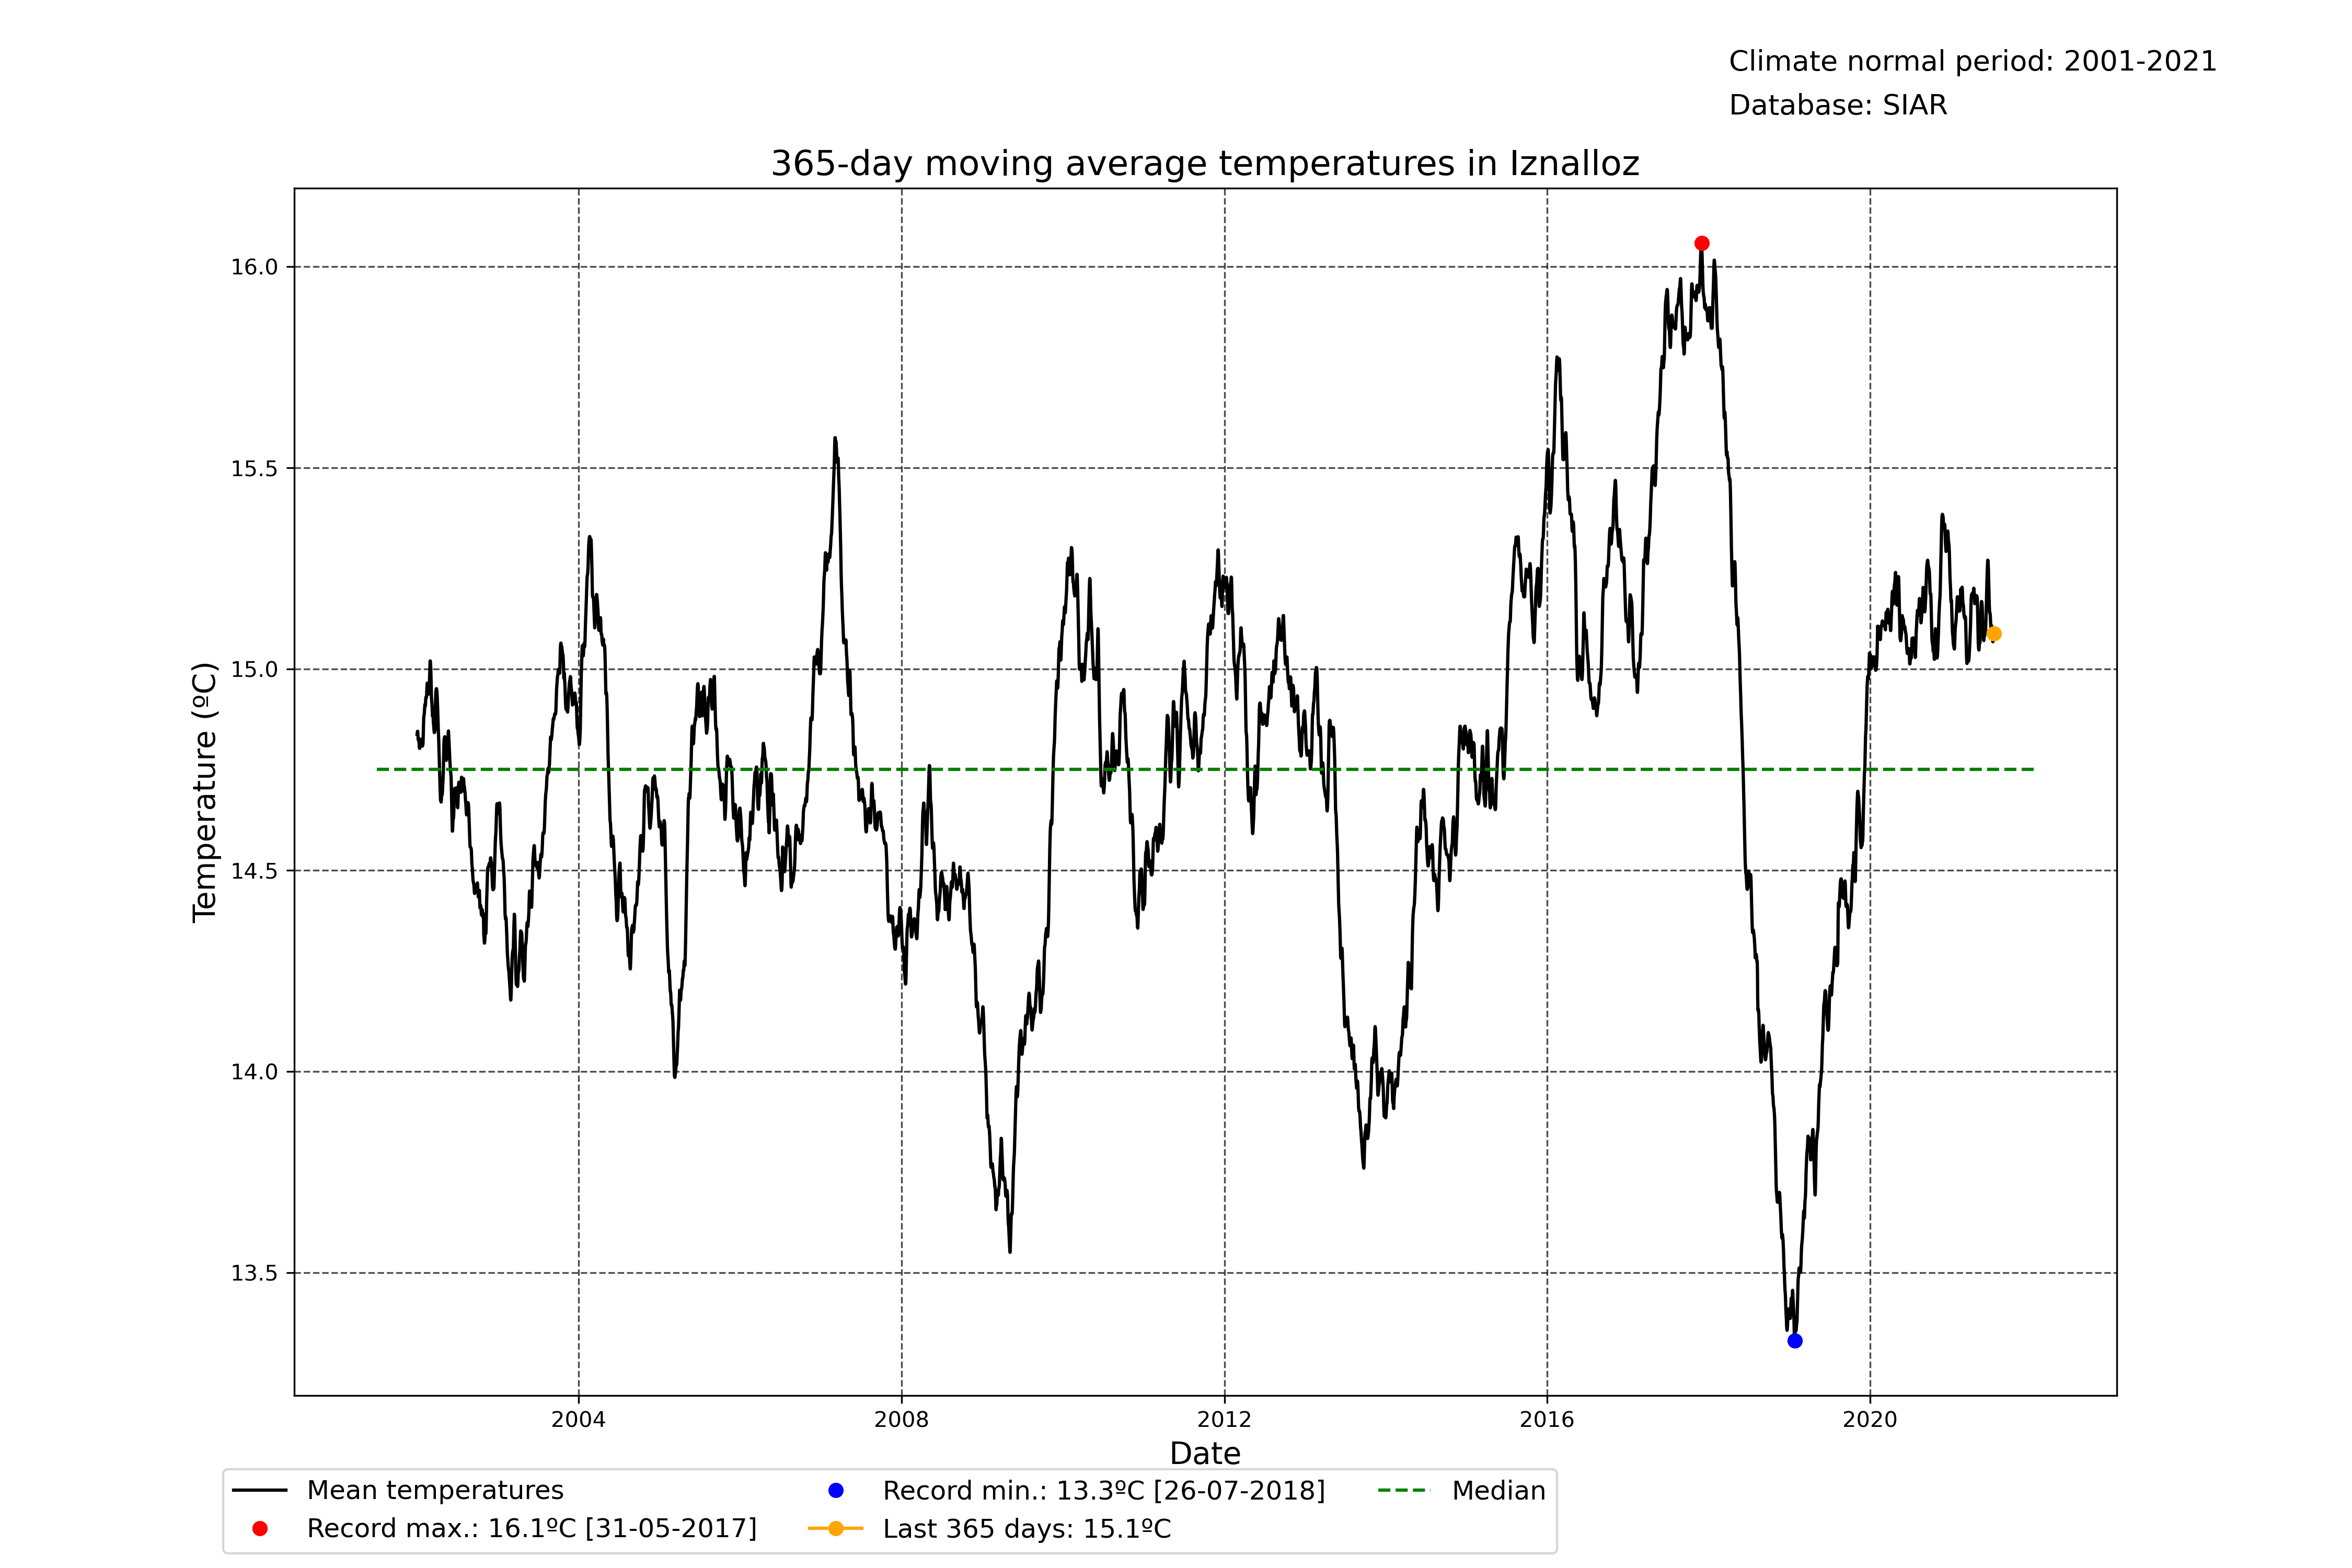 Climate normal period: 2001-2021
Database: SIAR
365-day moving average temperatures in Iznalloz
16.0
15.5
15.0
14.5
14.0
13.5
Temperature (ºC)
2004 2008 2012 2016 2020
Date
Mean temperatures
Record max.: 16.1ºC [31-05-2017]
Record min.: 13.3ºC [26-07-2018]
Last 365 days: 15.1ºC
Median